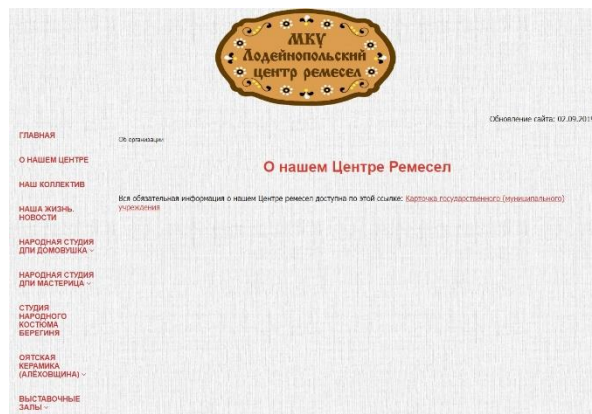 МКУ
Лодейнопольский
центр ремесел
Обновление сайта: 02.09.2019
ГЛАВНАЯ
Об организации
О НАШЕМ ЦЕНТРЕ
О нашем Центре Ремесел
НАШ КОЛЛЕКТИВ
Вся обязательная информация о нашем Центре ремесел доступна по этой ссылке: Карточка государственного (муниципального)
учреждения
НАША ЖИЗНЬ.
НОВОСТИ
НАРОДНАЯ СТУДИЯ
ДПИ ДОМОВУШКА
НАРОДНАЯ СТУДИЯ
ДПИ МАСТЕРИЦА
СТУДИЯ
НАРОДНОГО
КОСТЮМА
БЕРЕГИНЯ
ОЯТСКАЯ
КЕРАМИКА
(АЛЁХОВЩИНА)
ВЫСТАВОЧНЫЕ
ЗАЛЫ